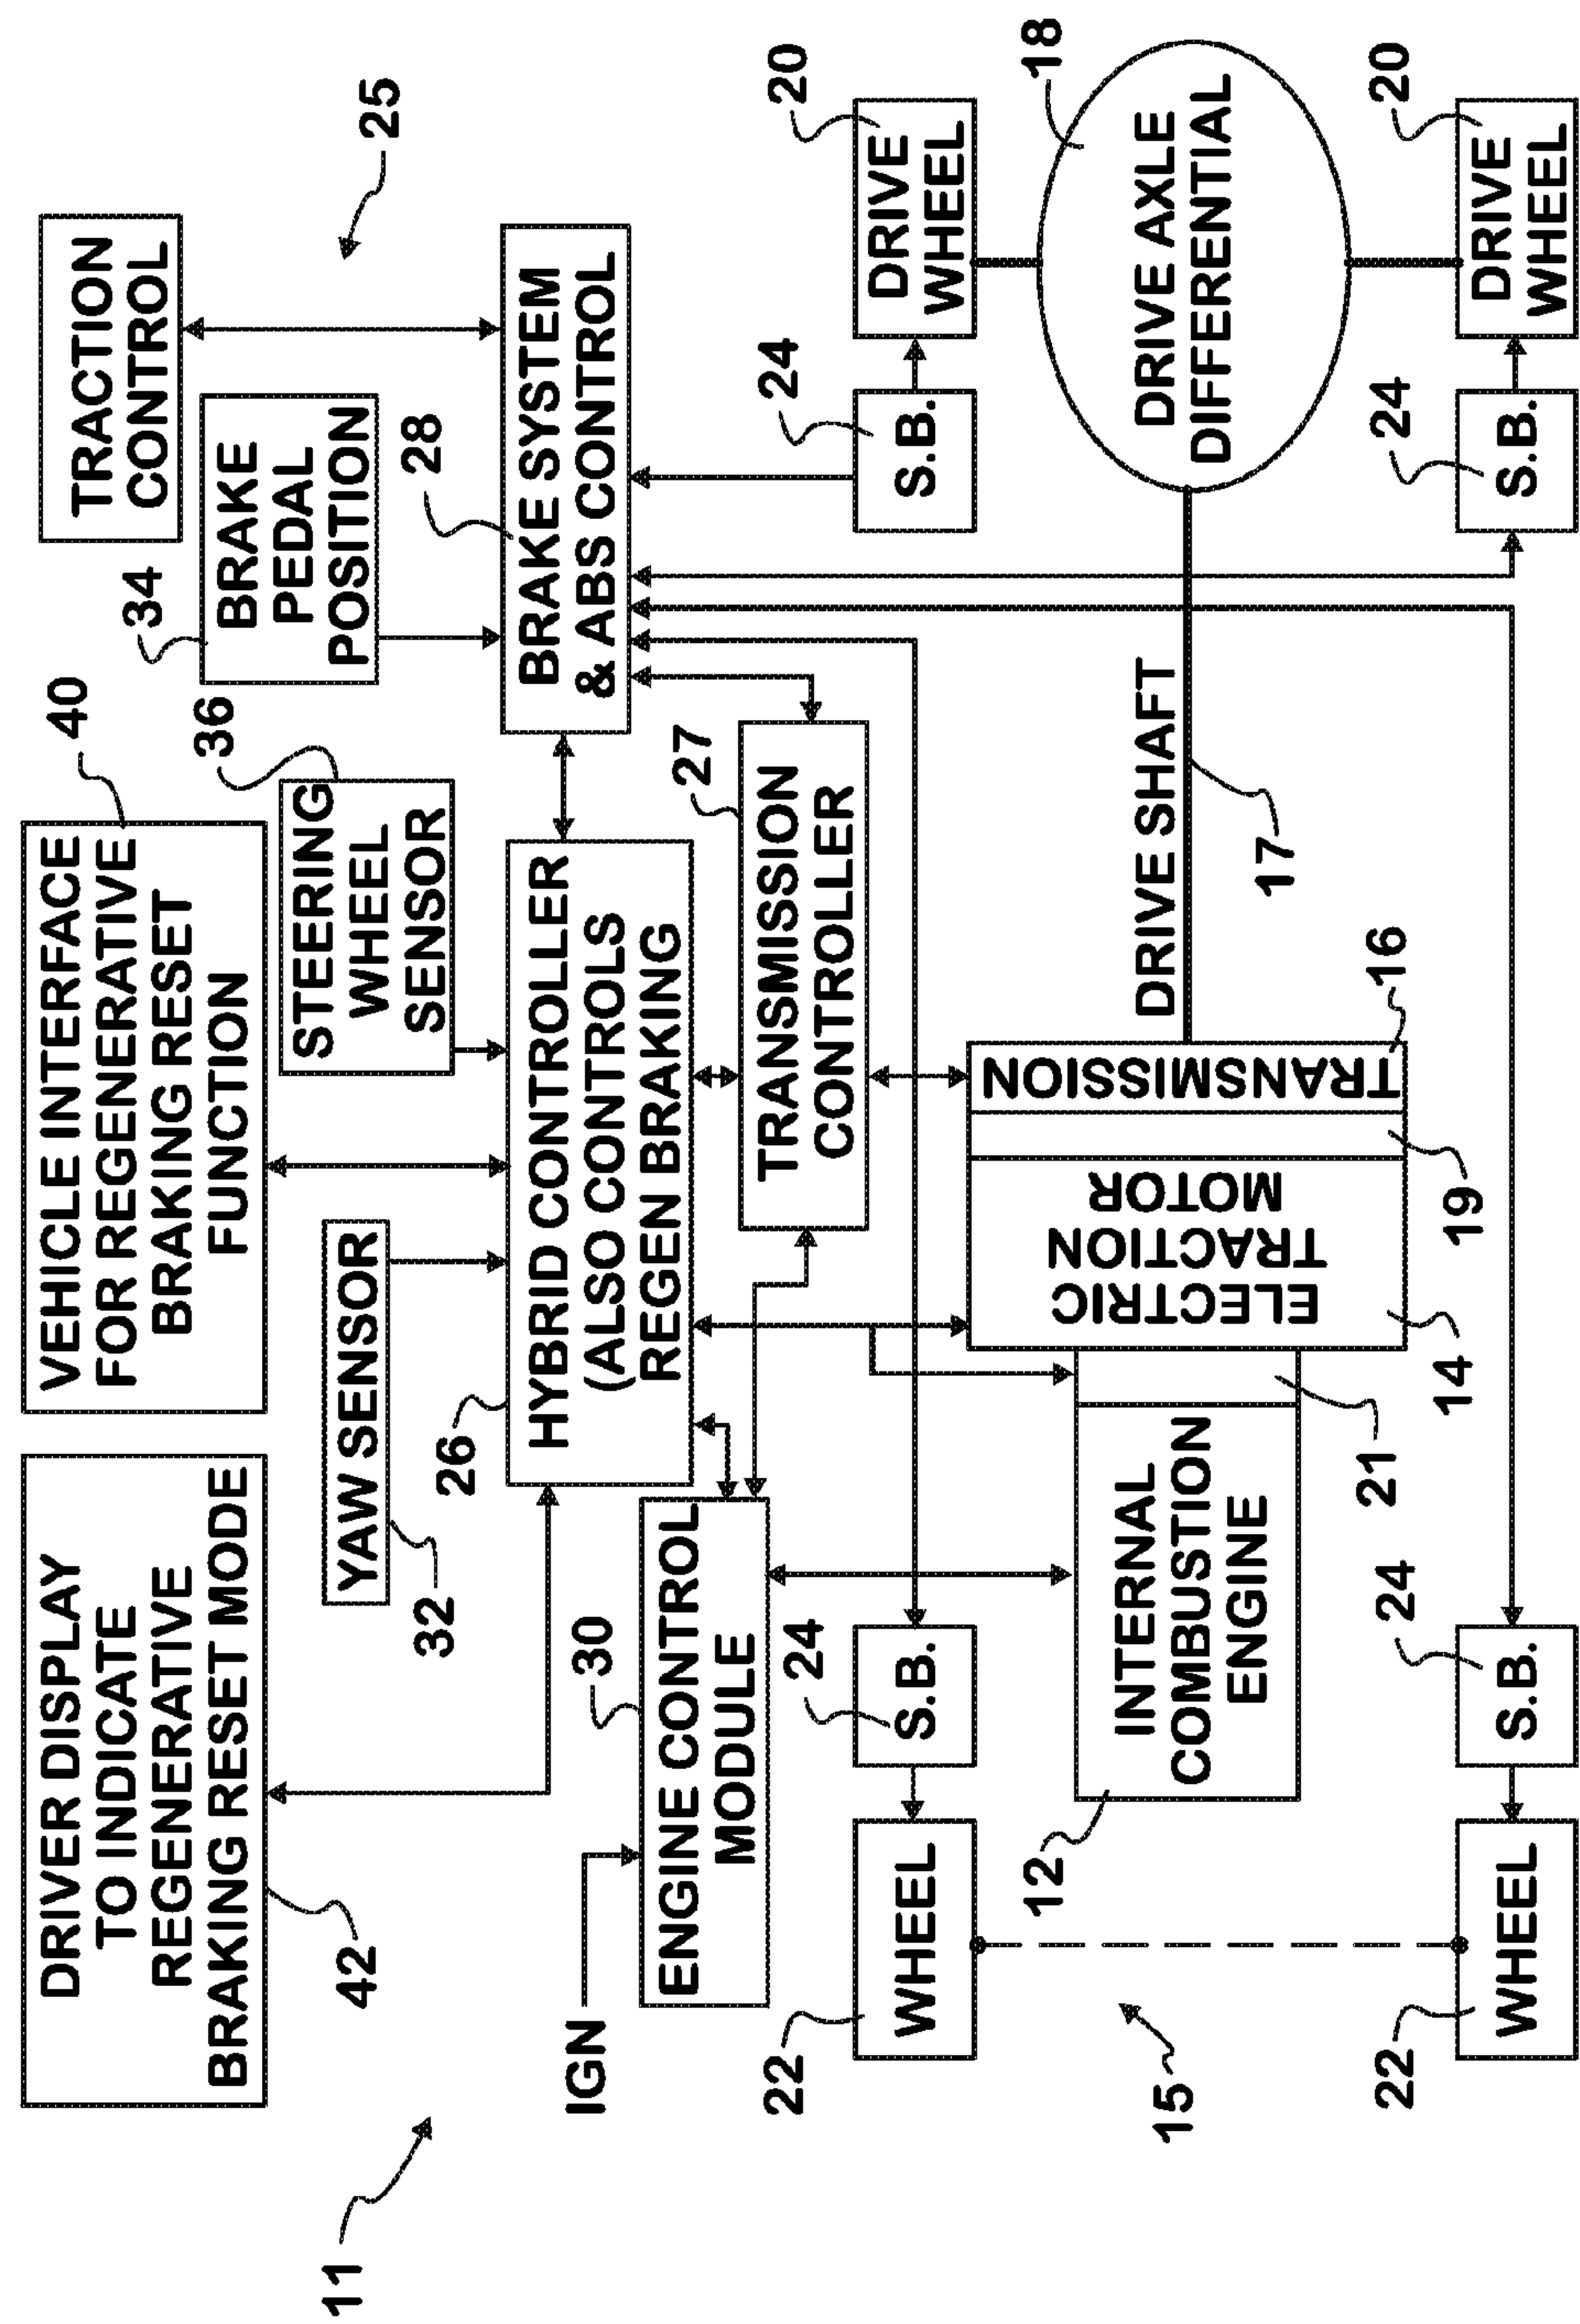 11
DRIVER DISPLAY
TO INDICATE
REGENERATIVE
BRAKING RESET MODE
42
VEHICLE INTERFACE
FOR REGENERATIVE
BRAKING RESET
FUNCTION
40
TRACTION
CONTROL
25
YAW SENSOR
32
STEERING
WHEEL
SENSOR
36
BRAKE
PEDAL
POSITION
34
IGN
26
HYBRID CONTROLLER
(ALSO CONTROLS
REGEN BRAKING
BRAKE SYSTEM
& ABS CONTROL
28
ENGINE CONTROL
MODULE
30
TRANSMISSION
CONTROLLER
27
22
WHEEL
S.B.
24
S.B.
24
DRIVE
WHEEL
20
15
12
INTERNAL
COMBUSTION
ENGINE
21
ELECTRIC
TRACTION
MOTOR
14
19
TRANSMISSION
16
DRIVE SHAFT
17
DRIVE AXLE
DIFFERENTIAL
18
22
WHEEL
S.B.
24
S.B.
24
DRIVE
WHEEL
20